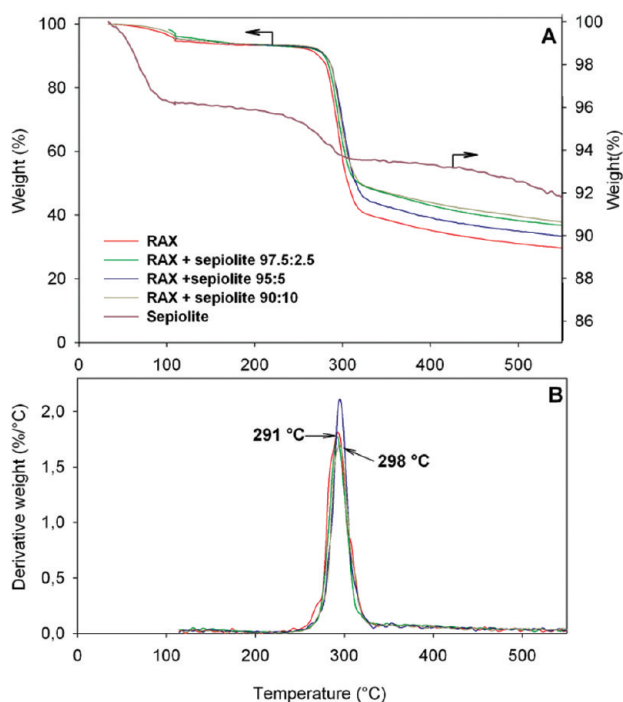 A
100
80
60
40
20
0
Weight (%)
100
98
96
94
92
90
88
86
Weight(%)
RAX
RAX + sepiolite 97.5:2.5
RAX +sepiolite 95:5
RAX + sepiolite 90:10
Sepiolite
0 100 200 300 400 500
B
2,0
1,5
1,0
0,5
0,0
Derivative weight (%/°C)
291 °C
298 °C
0 100 200 300 400 500
Temperature (°C)